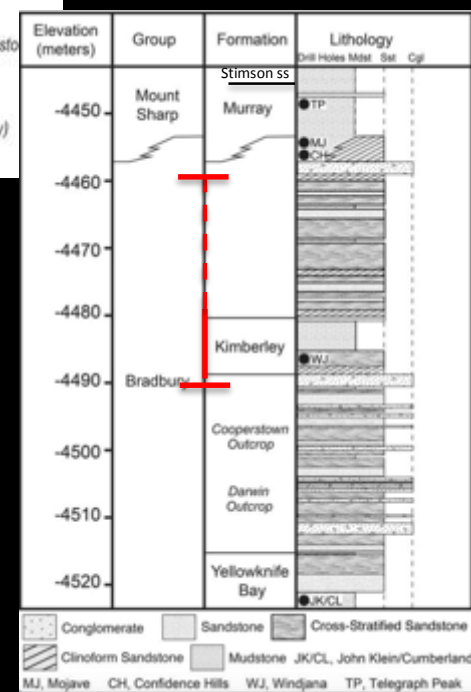 Elevation (meters)
Group
Formation
Lithology
Drill Holes Mdst Sst Cgl
Stimson ss
-4450
-4460
-4470
-4480
-4490
-4500
-4510
-4520
Mount Sharp
Bradbury
Murray
Kimberley
Cooperstown Outcrop
Darwin Outcrop
Yellowknife Bay
TP
MJ
CH
WJ
JK/CL
Conglomerate
Sandstone
Cross-Stratified Sandstone
Clinoform Sandstone
Mudstone
JK/CL, John Klein/Cumberland
MJ, Mojave CH, Confidence Hills WJ, Windjana TP, Telegraph Peak